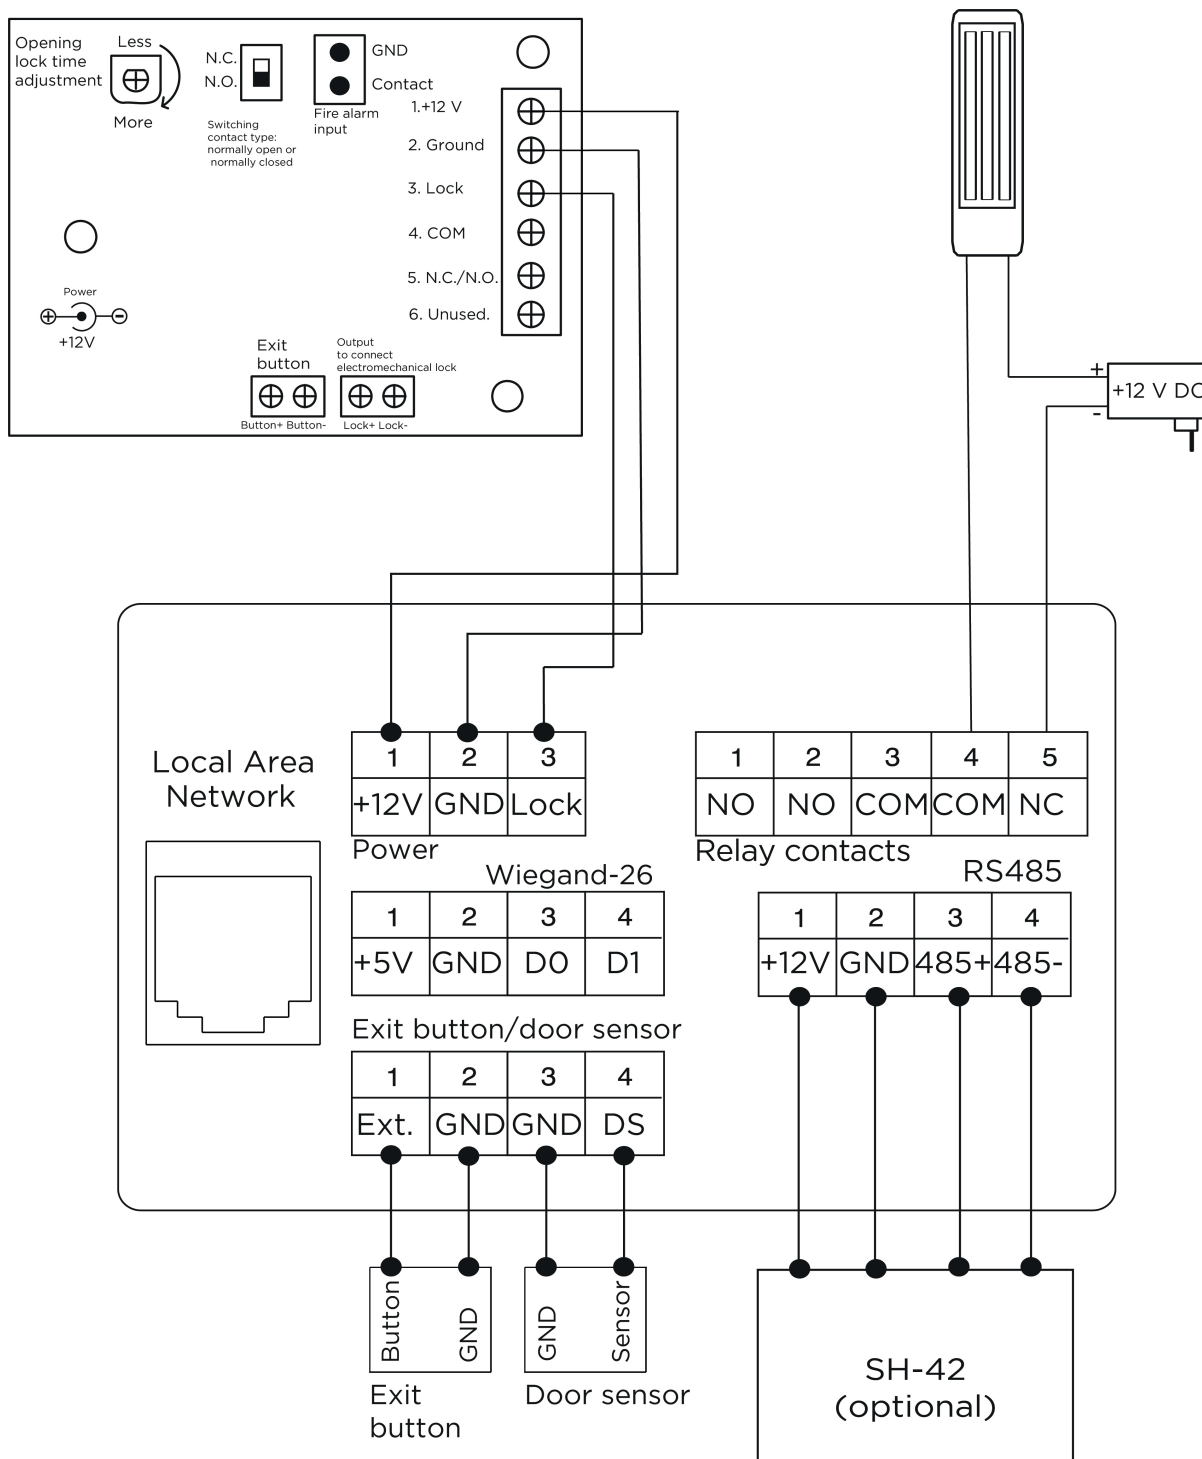 Opening
lock time
adjustment
Less
More
N.C.
N.O.
Switching
contact type:
normally open or
normally closed
GND
Contact
Fire alarm
input
1.+12 V
2. Ground
3. Lock
4. COM
5. N.C./N.O.
6. Unused.
Power
+12V
Exit
button
Button+ Button-
Output
to connect
electromechanical lock
Lock+ Lock-
+
+12 V DC
-
Local Area
Network
1 2 3
+12V GND Lock
Power
1 2 3 4 5
NO NO COM COM NC
Relay contacts
Wiegand-26
1 2 3 4
+5V GND D0 D1
RS485
1 2 3 4
+12V GND 485+ 485-
Exit button/door sensor
1 2 3 4
Ext. GND GND DS
Button
GND
Exit
button
GND
Sensor
Door sensor
SH-42
(optional)